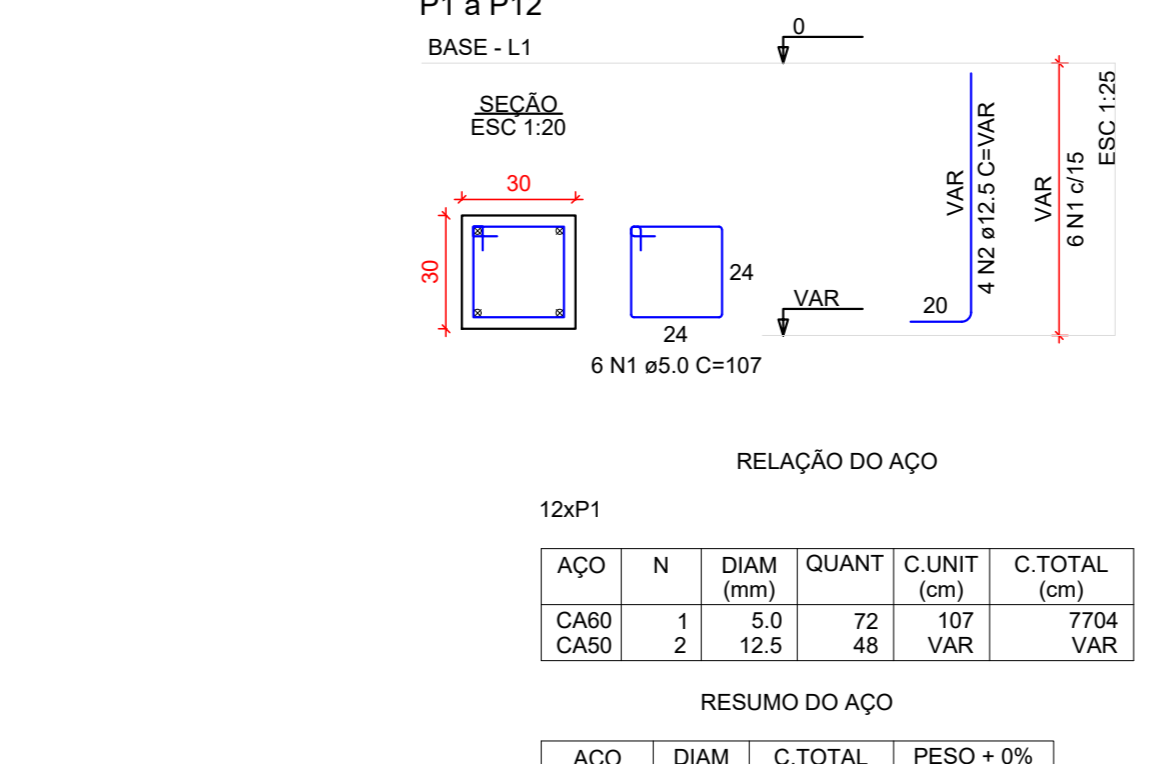 P1 a P12
BASE - L1
0
SEÇÃO
ESC 1:20
30
30
24
24
6 N1 ø5.0 C=107
VAR
20
VAR
4 N2 ø12.5 C=VAR
VAR
6 N1 c/15
ESC 1:25
RELAÇÃO DO AÇO
12xP1
AÇO N DIAM (mm) QUANT C.UNIT (cm) C.TOTAL (cm)
CA60 1 5.0 72 107 7704
CA50 2 12.5 48 VAR VAR
RESUMO DO AÇO
AÇO DIAM C.TOTAL PESO + 0%